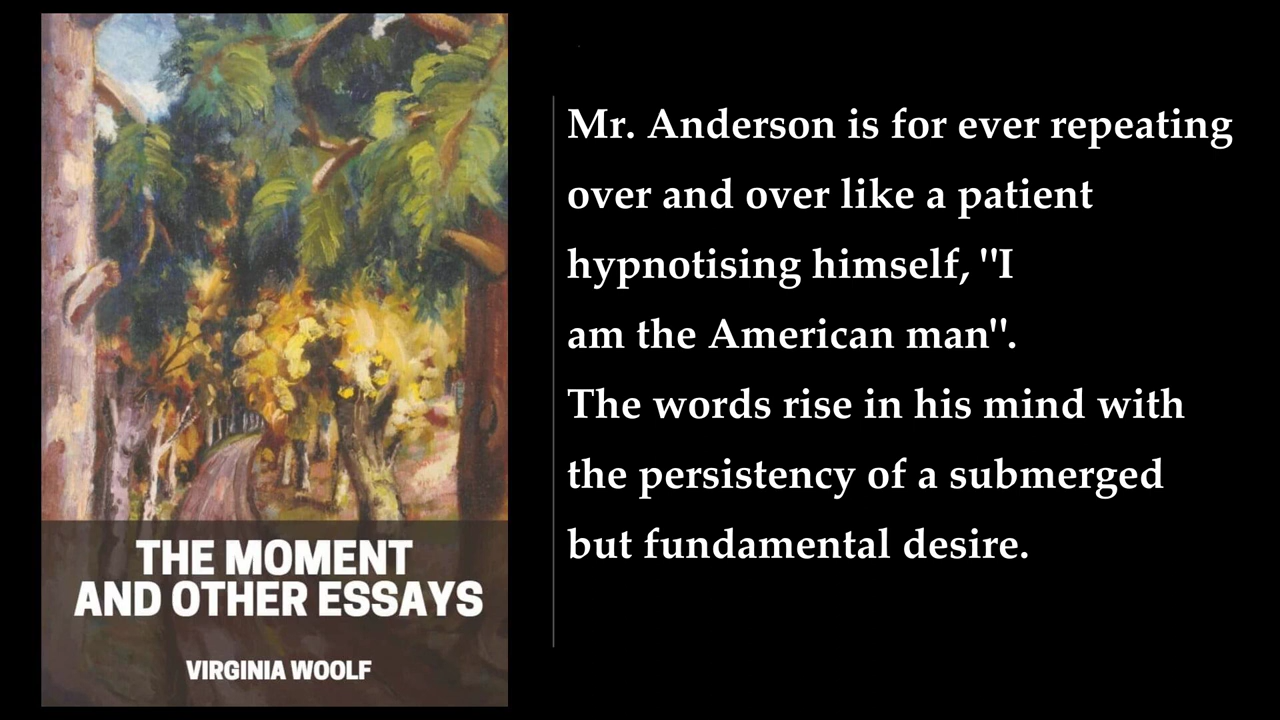 THE MOMENT
AND OTHER ESSAYS
VIRGINIA WOOLF
Mr. Anderson is for ever repeating
over and over like a patient
hypnotising himself, "I
am the American man".
The words rise in his mind with
the persistency of a submerged
but fundamental desire.